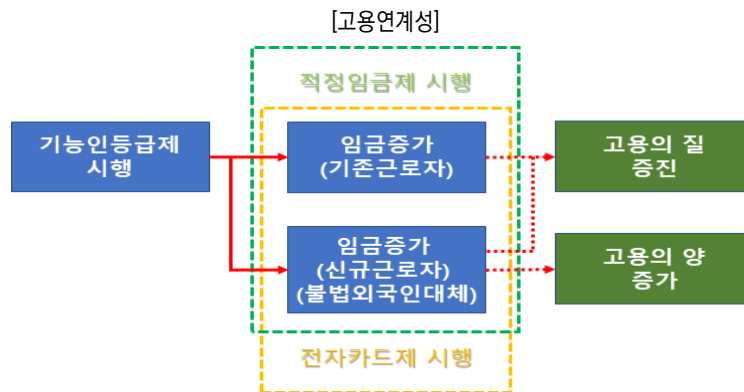 [고용연계성]
적정임금제 시행
기능인등급제
시행
임금증가
(기존근로자)
고용의 질
증진
임금증가
(신규근로자)
(불법외국인대체)
고용의 양
증가
전자카드제 시행